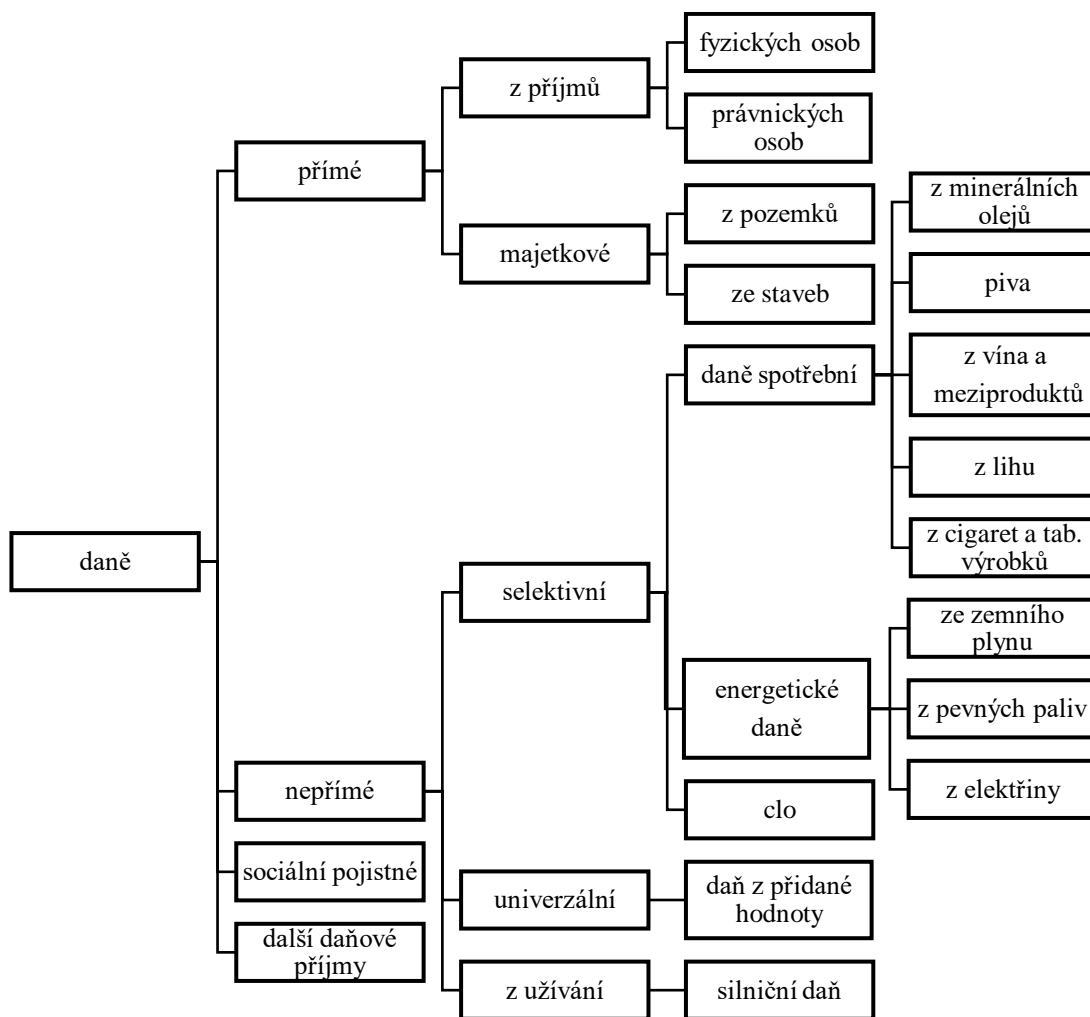 fyzických osob
z příjmů
právnických
osob
přímé
z minerálních
olejů
z pozemků
majetkové
piva
ze staveb
daně spotřební
z vína a
meziproduktů
z lihu
z cigaret a tab.
výrobků
daně
selektivní
ze zemního
plynu
energetické
daně
z pevných paliv
nepřímé
z elektřiny
clo
sociální pojistné
univerzální
daň z přidané
hodnoty
další daňové
příjmy
z užívání
silniční daň